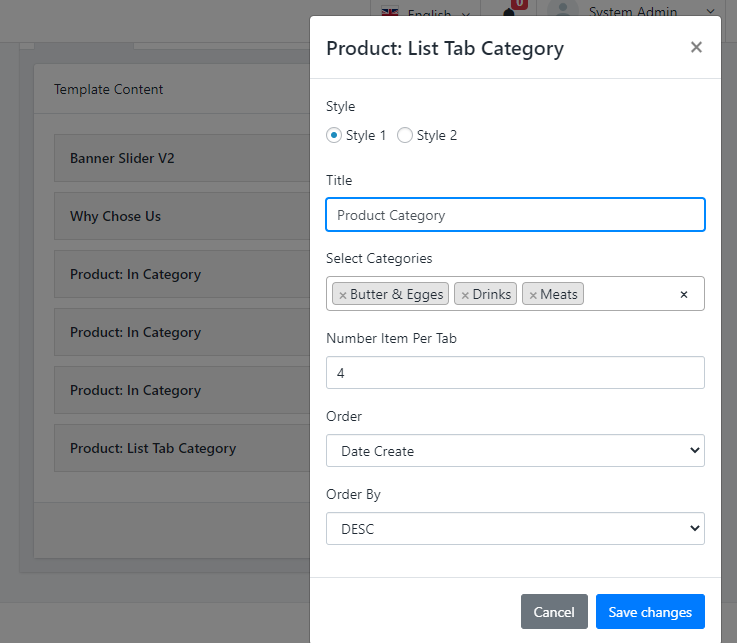 English
0
System Admin
Product: List Tab Category
×
Template Content
Style
Style 1
Style 2
Banner Slider V2
Title
Why Chose Us
Product Category
Select Categories
Product: In Category
× Butter & Egges × Drinks × Meats ×
Product: In Category
Number Item Per Tab
4
Product: In Category
Order
Product: List Tab Category
Date Create
Order By
DESC
Cancel
Save changes